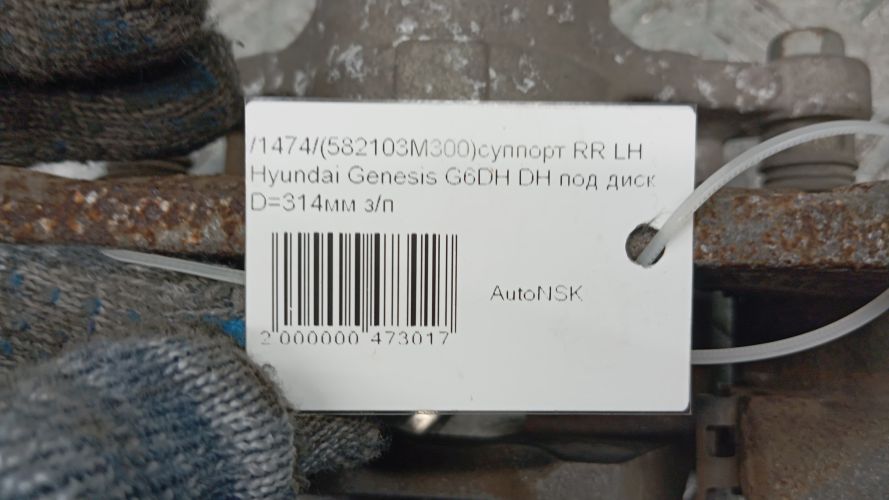 /1474/(582103M300)суппорт RR LH
Hyundai Genesis G6DH DH под диск
D=314мм з/п
AutoNSK
2 000000 473017